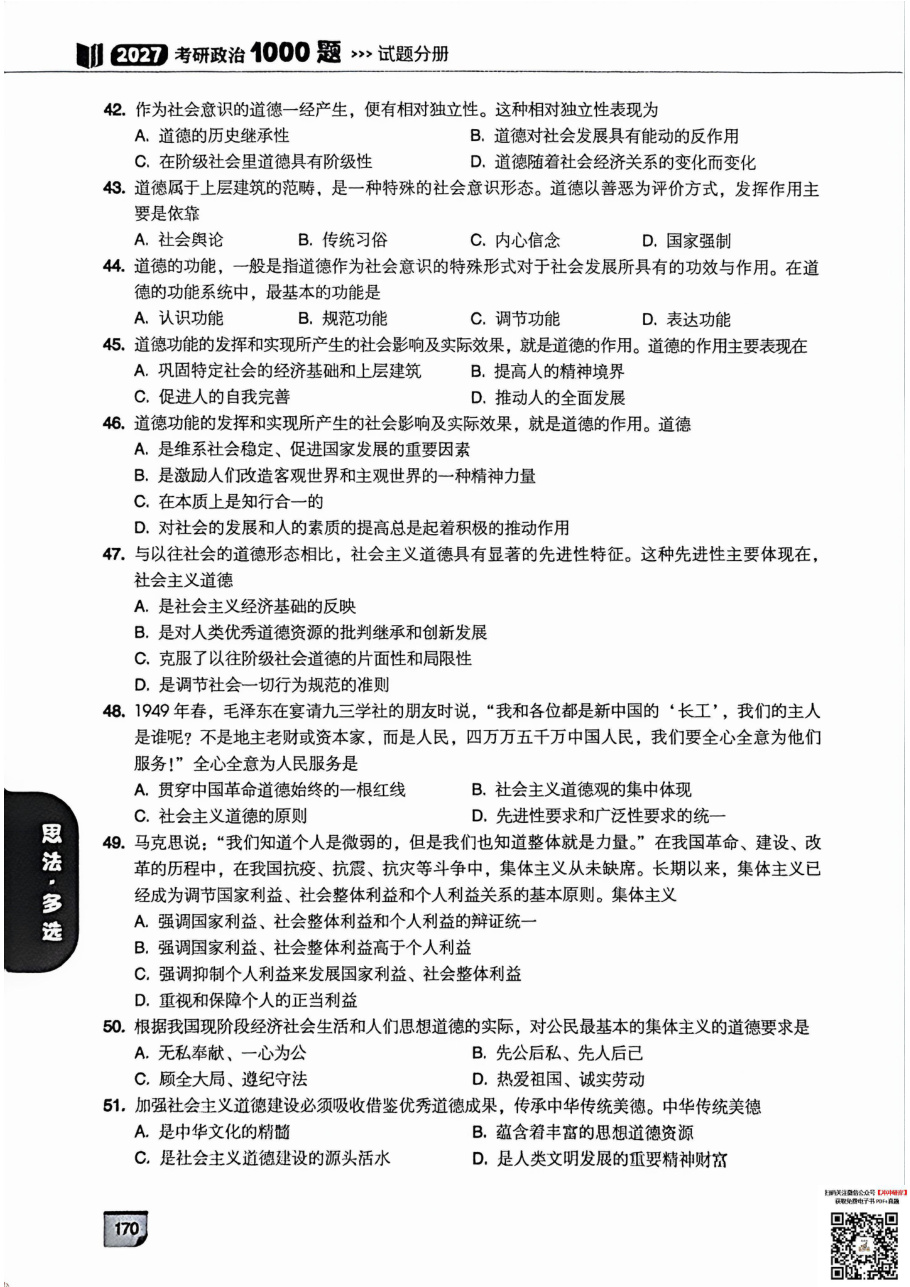 2027 考研政治1000题 >>> 试题分册
42. 作为社会意识的道德一经产生，便有相对独立性。这种相对独立性表现为
A. 道德的历史继承性 B. 道德对社会发展具有能动的反作用
C. 在阶级社会里道德具有阶级性 D. 道德随着社会经济关系的变化而变化
43. 道德属于上层建筑的范畴，是一种特殊的社会意识形态。道德以善恶为评价方式，发挥作用主
要是依靠
A. 社会舆论 B. 传统习俗 C. 内心信念 D. 国家强制
44. 道德的功能，一般是指道德作为社会意识的特殊形式对于社会发展所具有的功效与作用。在道
德的功能系统中，最基本的功能是
A. 认识功能 B. 规范功能 C. 调节功能 D. 表达功能
45. 道德功能的发挥和实现所产生的社会影响及实际效果，就是道德的作用。道德的作用主要表现在
A. 巩固特定社会的经济基础和上层建筑 B. 提高人的精神境界
C. 促进人的自我完善 D. 推动人的全面发展
46. 道德功能的发挥和实现所产生的社会影响及实际效果，就是道德的作用。道德
A. 是维系社会稳定、促进国家发展的重要因素
B. 是激励人们改造客观世界和主观世界的一种精神力量
C. 在本质上是知行合一的
D. 对社会的发展和人的素质的提高总是起着积极的推动作用
47. 与以往社会的道德形态相比，社会主义道德具有显著的先进性特征。这种先进性主要体现在，
社会主义道德
A. 是社会主义经济基础的反映
B. 是对人类优秀道德资源的批判继承和创新发展
C. 克服了以往阶级社会道德的片面性和局限性
D. 是调节社会一切行为规范的准则
48. 1949年春，毛泽东在宴请九三学社的朋友时说，“我和各位都是新中国的‘长工’，我们的主人
是谁呢？不是地主老财或资本家，而是人民，四万万五千万中国人民，我们要全心全意为他们
服务！”全心全意为人民服务是
A. 贯穿中国革命道德始终的一根红线 B. 社会主义道德观的集中体现
C. 社会主义道德的原则 D. 先进性要求和广泛性要求的统一
49. 马克思说：“我们知道个人是微弱的，但是我们也知道整体就是力量。”在我国革命、建设、改
革的历程中，在我国抗疫、抗震、抗灾等斗争中，集体主义从未缺席。长期以来，集体主义已
经成为调节国家利益、社会整体利益和个人利益关系的基本原则。集体主义
A. 强调国家利益、社会整体利益和个人利益的辩证统一
B. 强调国家利益、社会整体利益高于个人利益
C. 强调抑制个人利益来发展国家利益、社会整体利益
D. 重视和保障个人的正当利益
50. 根据我国现阶段经济社会生活和人们思想道德的实际，对公民最基本的集体主义的道德要求是
A. 无私奉献、一心为公 B. 先公后私、先人后己
C. 顾全大局、遵纪守法 D. 热爱祖国、诚实劳动
51. 加强社会主义道德建设必须吸收借鉴优秀道德成果，传承中华传统美德。中华传统美德
A. 是中华文化的精髓 B. 蕴含着丰富的思想道德资源
C. 是社会主义道德建设的源头活水 D. 是人类文明发展的重要精神财富
思法·多选
170
扫码关注微信公众号
获取免费电子书PDF+真题